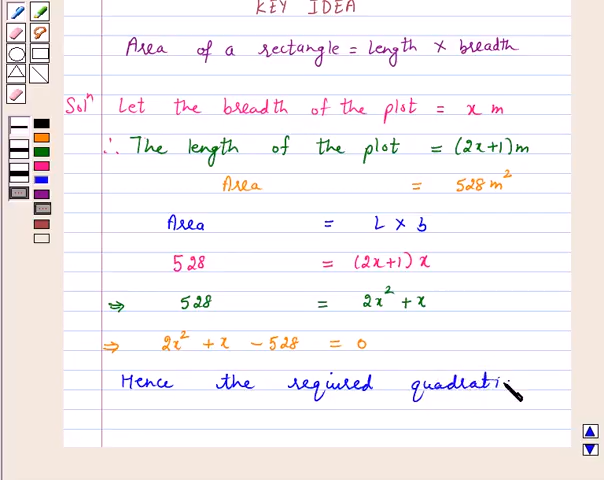 KEY IDEA
Area of a rectangle = length × breadth
Solⁿ Let the breadth of the plot = x m
∴ The length of the plot = (2x+1)m
Area = 528 m²
Area = L × b
528 = (2x+1) x
⇒ 528 = 2x² + x
⇒ 2x² + x - 528 = 0
Hence the required quadrati